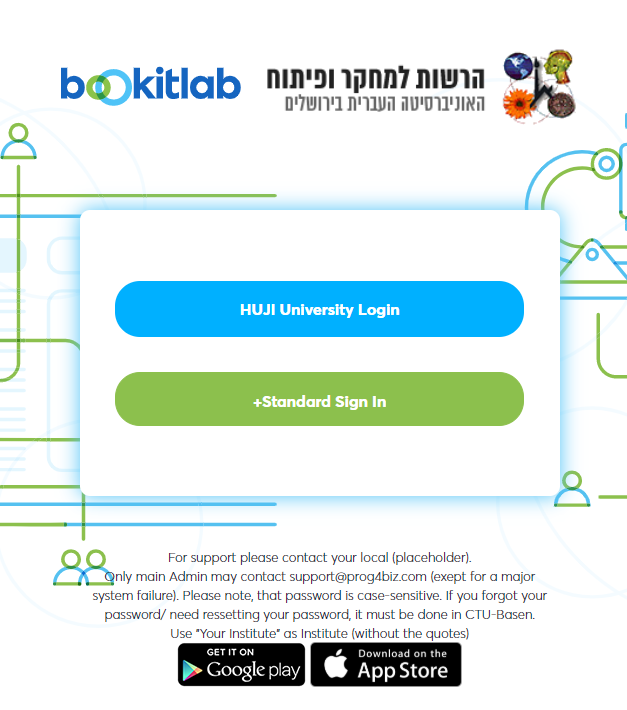 bookitlab
הרשות למחקר ופיתוח
האוניברסיטה העברית בירושלים
HUJI University Login
+Standard Sign In
For support please contact your local (placeholder).
Only main Admin may contact support@prog4biz.com (exept for a major
system failure). Please note, that password is case-sensitive. If you forgot your
password/ need ressetting your password, it must be done in CTU-Basen.
Use "Your Institute" as Institute (without the quotes)
GET IT ON
Google play
Download on the
App Store